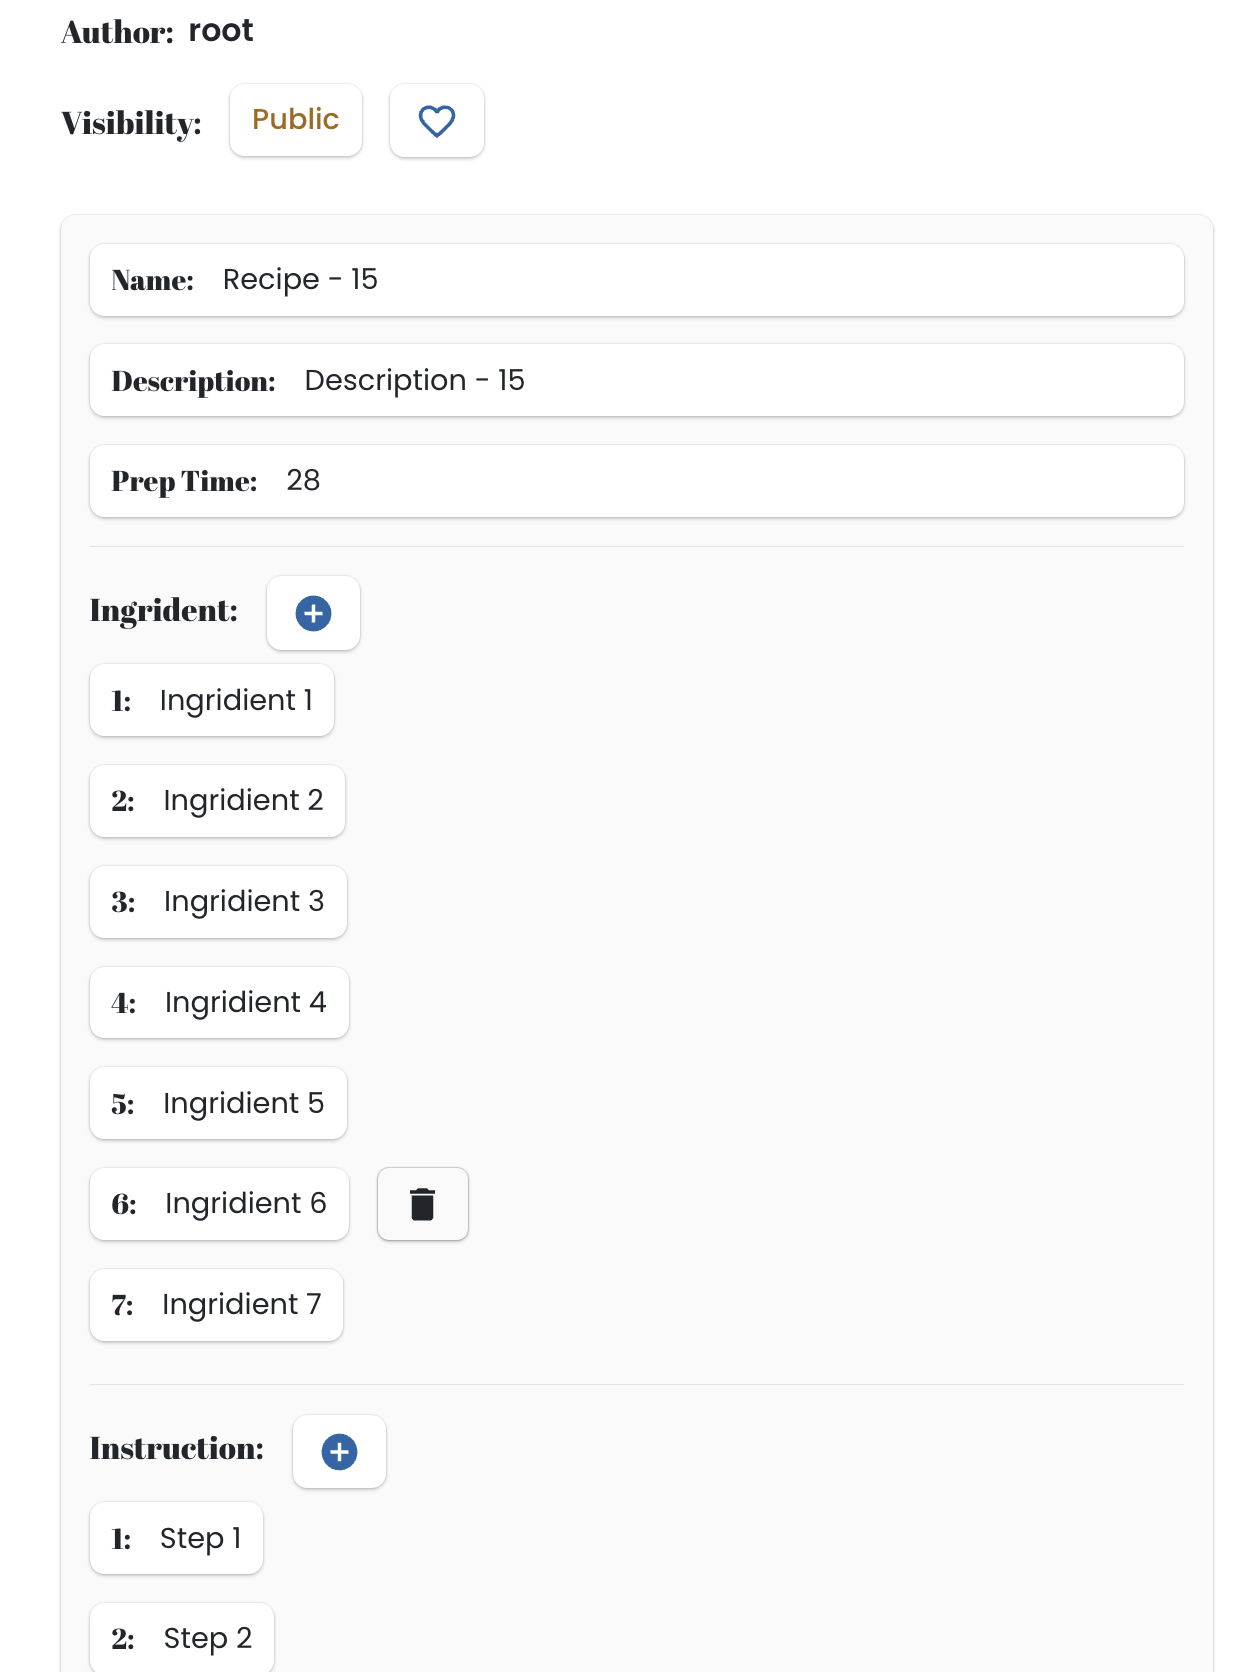 Author: root
Visibility: Public
Name: Recipe - 15
Description: Description - 15
Prep Time: 28
Ingrident:
1: Ingridient 1
2: Ingridient 2
3: Ingridient 3
4: Ingridient 4
5: Ingridient 5
6: Ingridient 6
7: Ingridient 7
Instruction:
1: Step 1
2: Step 2